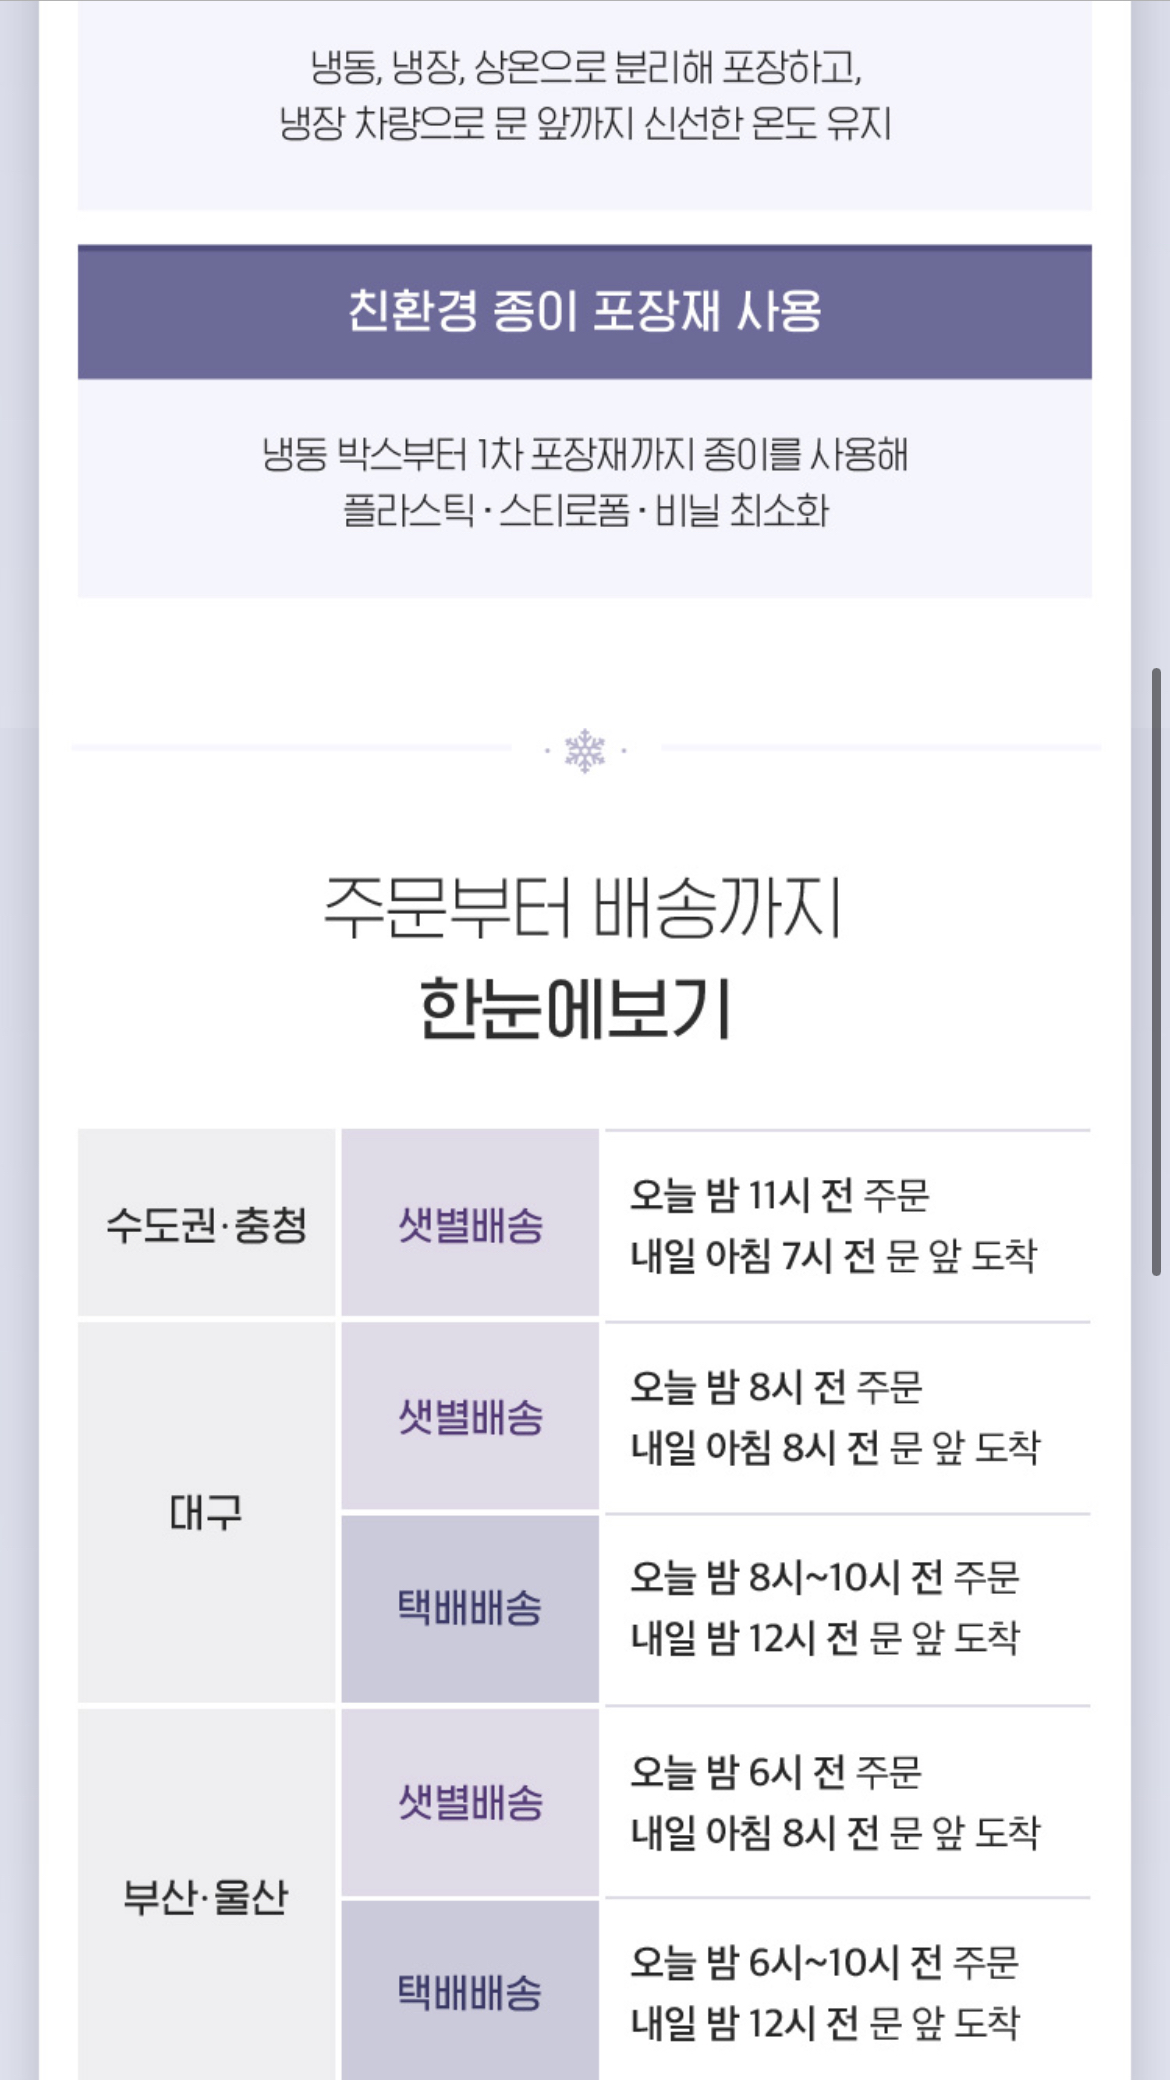 냉동, 냉장, 상온으로 분리해 포장하고,
냉장 차량으로 문 앞까지 신선한 온도 유지
친환경 종이 포장재 사용
냉동 박스부터 1차 포장재까지 종이를 사용해
플라스틱 · 스티로폼 · 비닐 최소화
주문부터 배송까지
한눈에보기
수도권·충청
샛별배송
오늘 밤 11시 전 주문
내일 아침 7시 전 문 앞 도착
대구
샛별배송
오늘 밤 8시 전 주문
내일 아침 8시 전 문 앞 도착
택배배송
오늘 밤 8시~10시 전 주문
내일 밤 12시 전 문 앞 도착
부산·울산
샛별배송
오늘 밤 6시 전 주문
내일 아침 8시 전 문 앞 도착
택배배송
오늘 밤 6시~10시 전 주문
내일 밤 12시 전 문 앞 도착